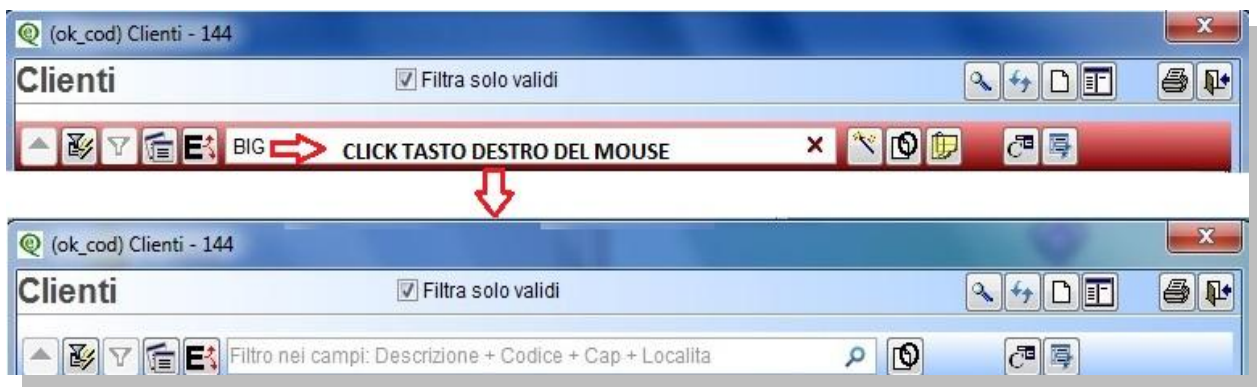 (ok_cod) Clienti - 144
Clienti
Filtra solo validi
BIG
CLICK TASTO DESTRO DEL MOUSE
(ok_cod) Clienti - 144
Clienti
Filtra solo validi
Filtro nei campi: Descrizione + Codice + Cap + Localita